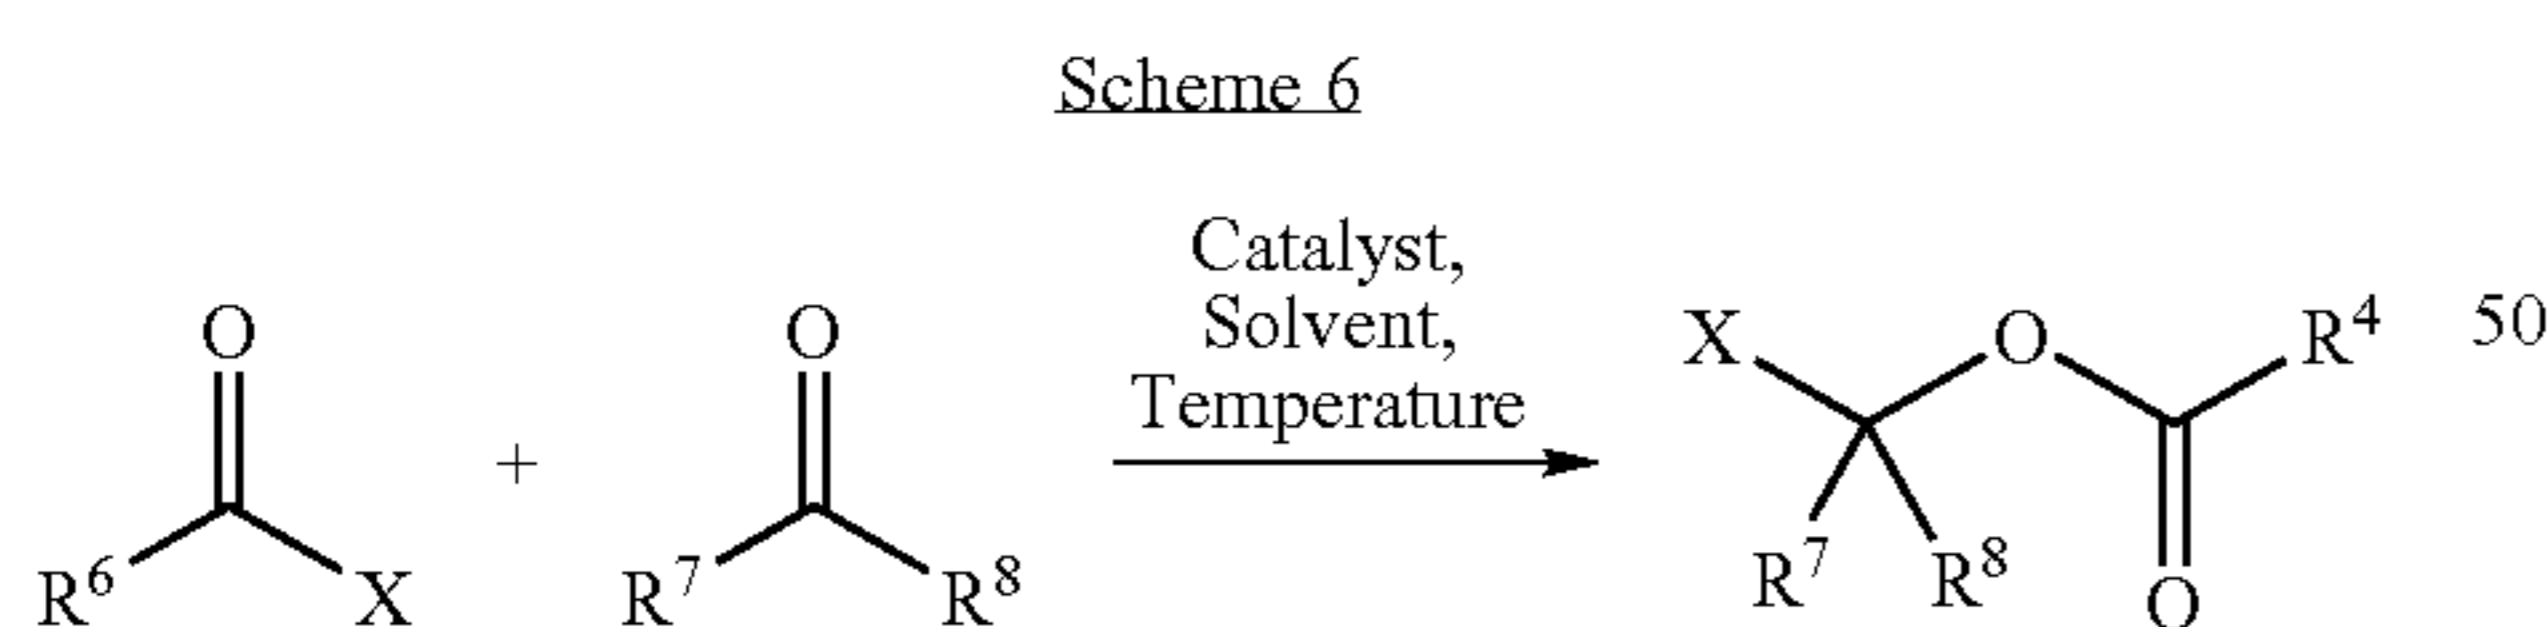 Scheme 6
Catalyst,
Solvent,
Temperature
O
R⁶ X
+
O
R⁷ R⁸
X O R⁴ 50
R⁷ R⁸ O